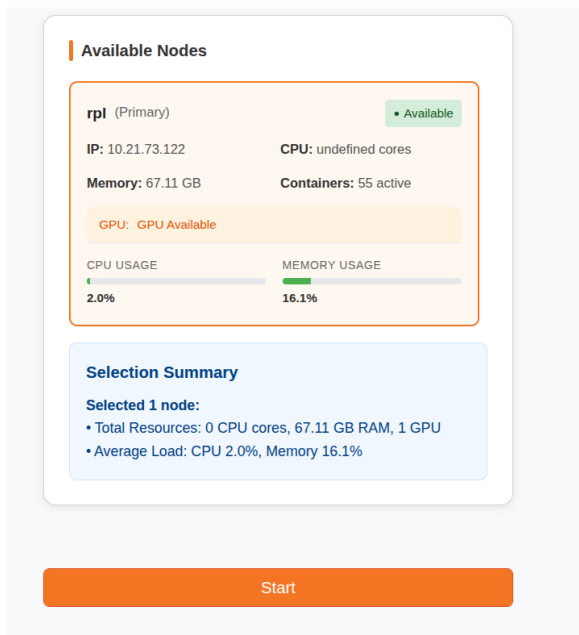 Available Nodes
rpl (Primary)
• Available
IP: 10.21.73.122
CPU: undefined cores
Memory: 67.11 GB
Containers: 55 active
GPU: GPU Available
CPU USAGE
2.0%
MEMORY USAGE
16.1%
Selection Summary
Selected 1 node:
• Total Resources: 0 CPU cores, 67.11 GB RAM, 1 GPU
• Average Load: CPU 2.0%, Memory 16.1%
Start